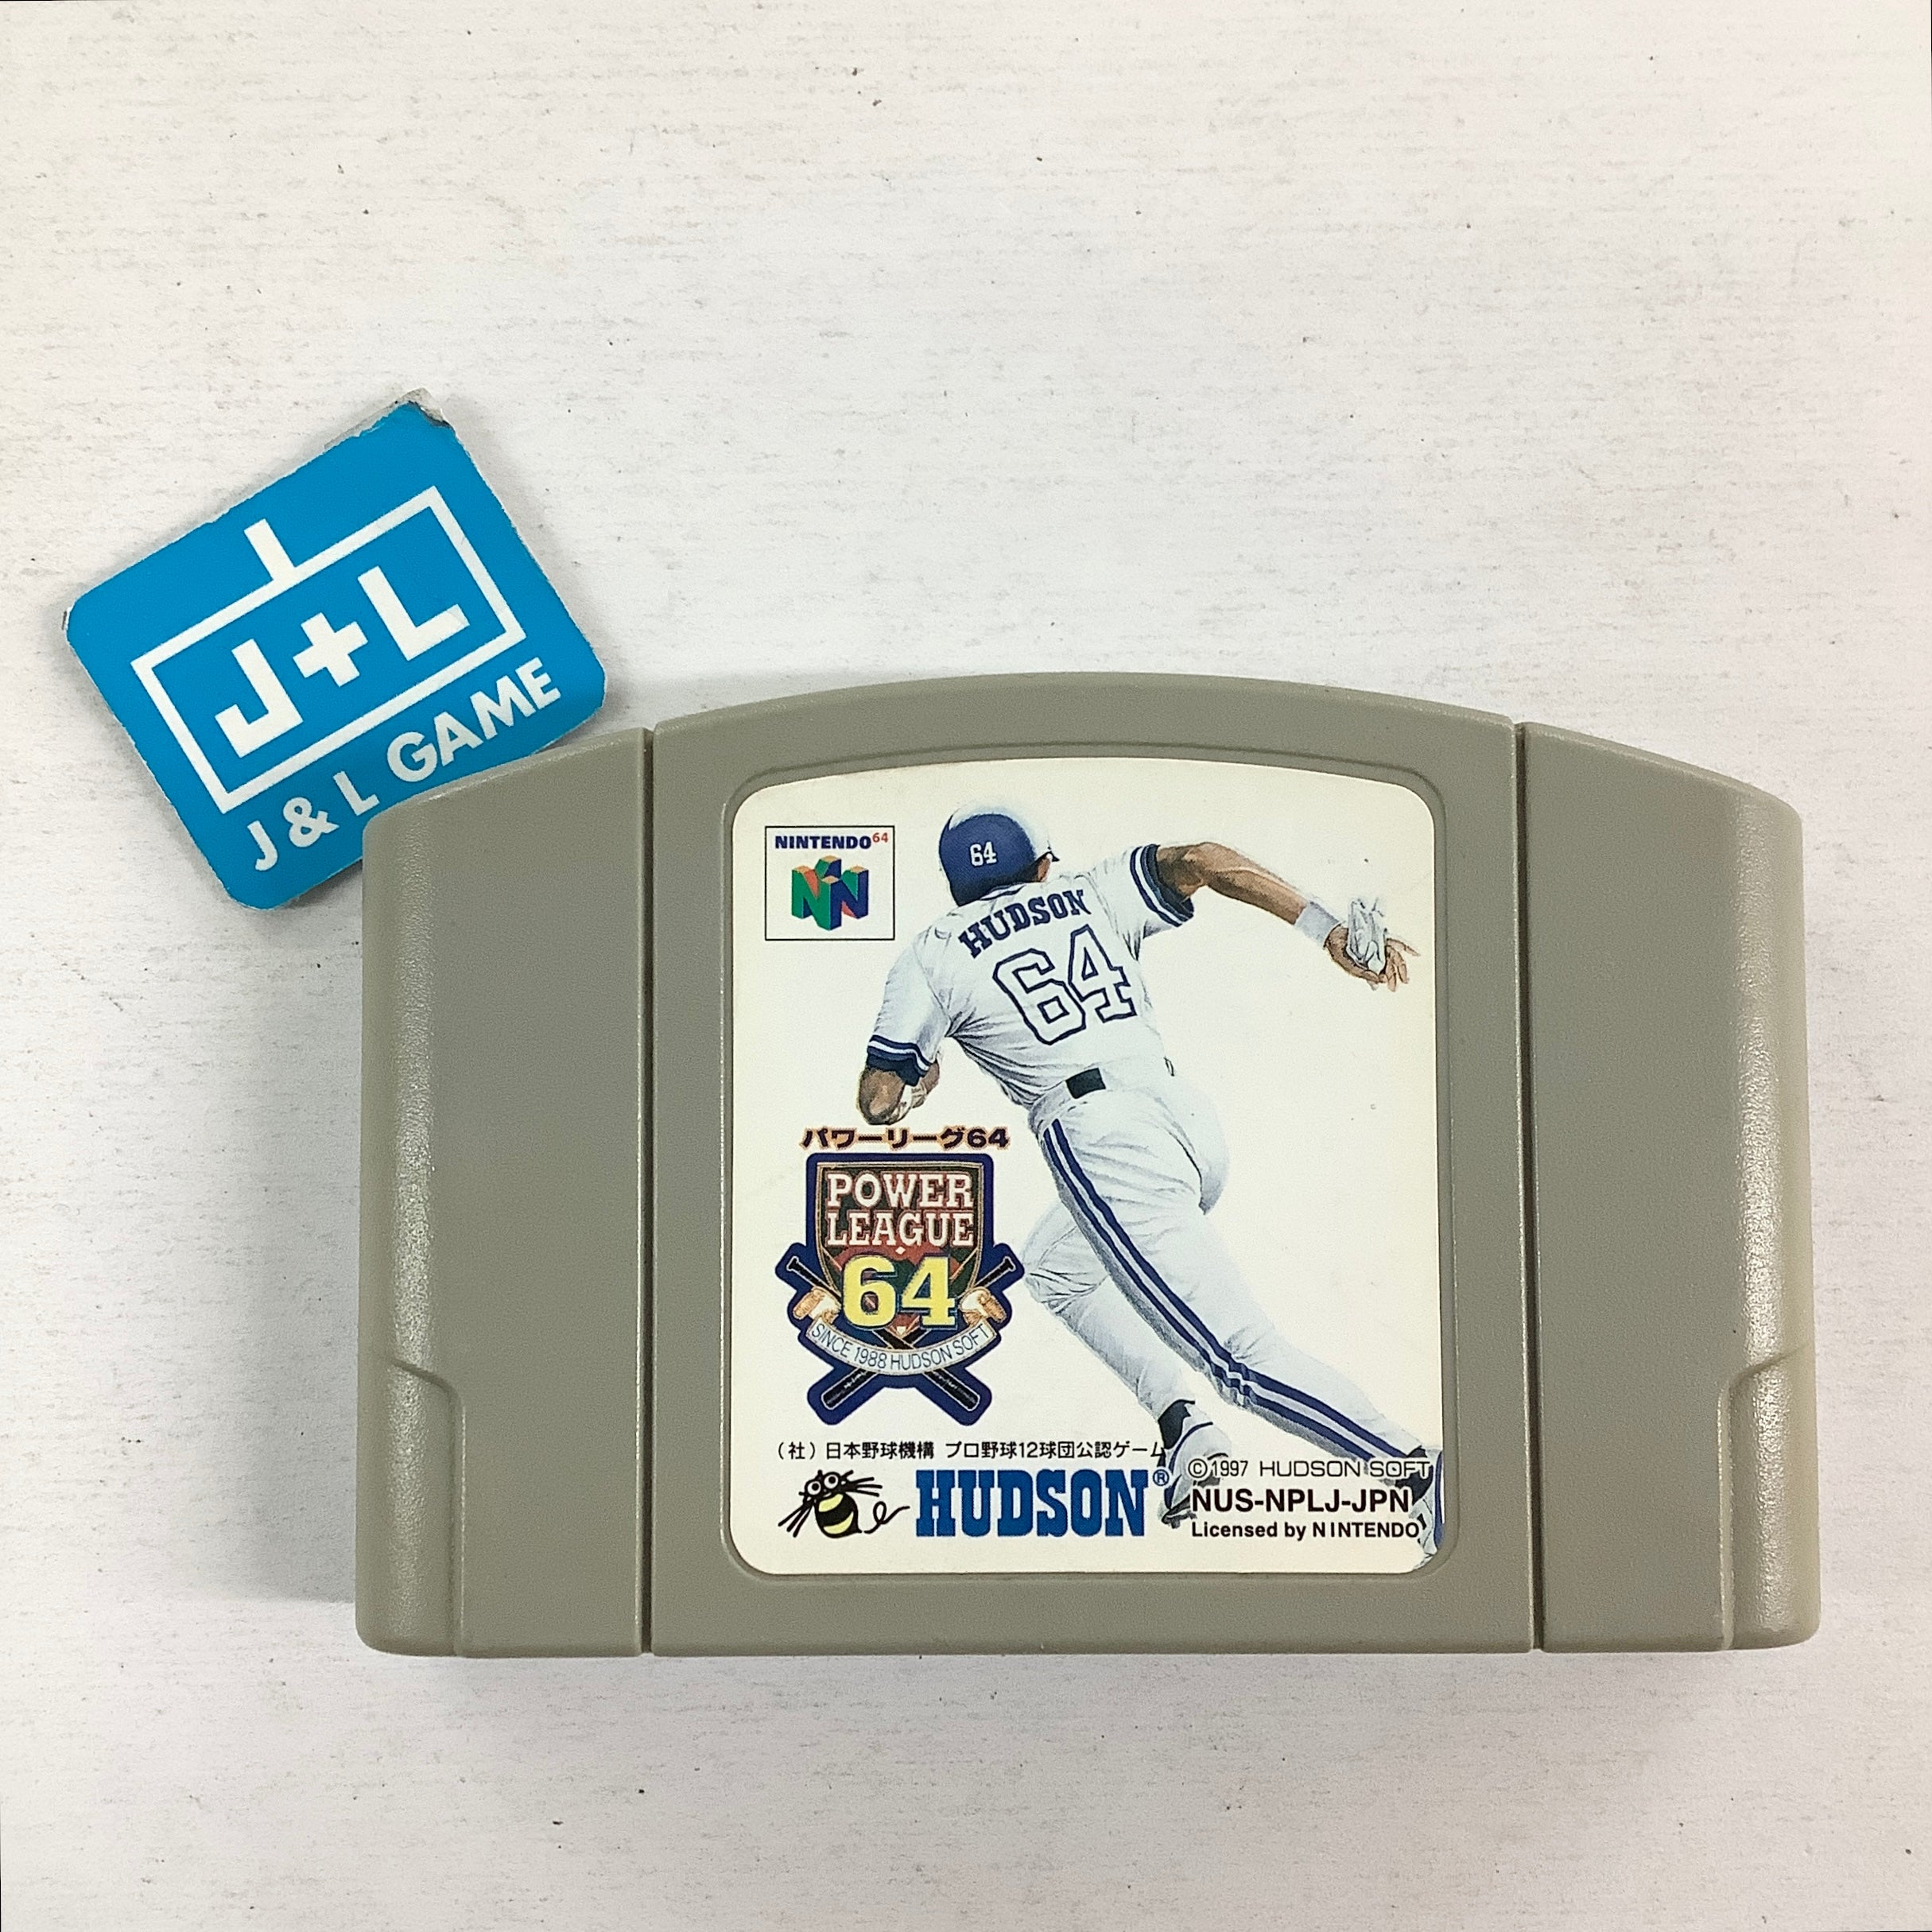 J+L
J & L GAME
NINTENDO64
64
HUDSON
64
パワーリーグ64
POWER
LEAGUE
64
SINCE 1988 HUDSON SOFT
(社)日本野球機構 プロ野球12球団公認ゲーム
HUDSON®
©1997 HUDSON SOFT
NUS-NPLJ-JPN
Licensed by NINTENDO